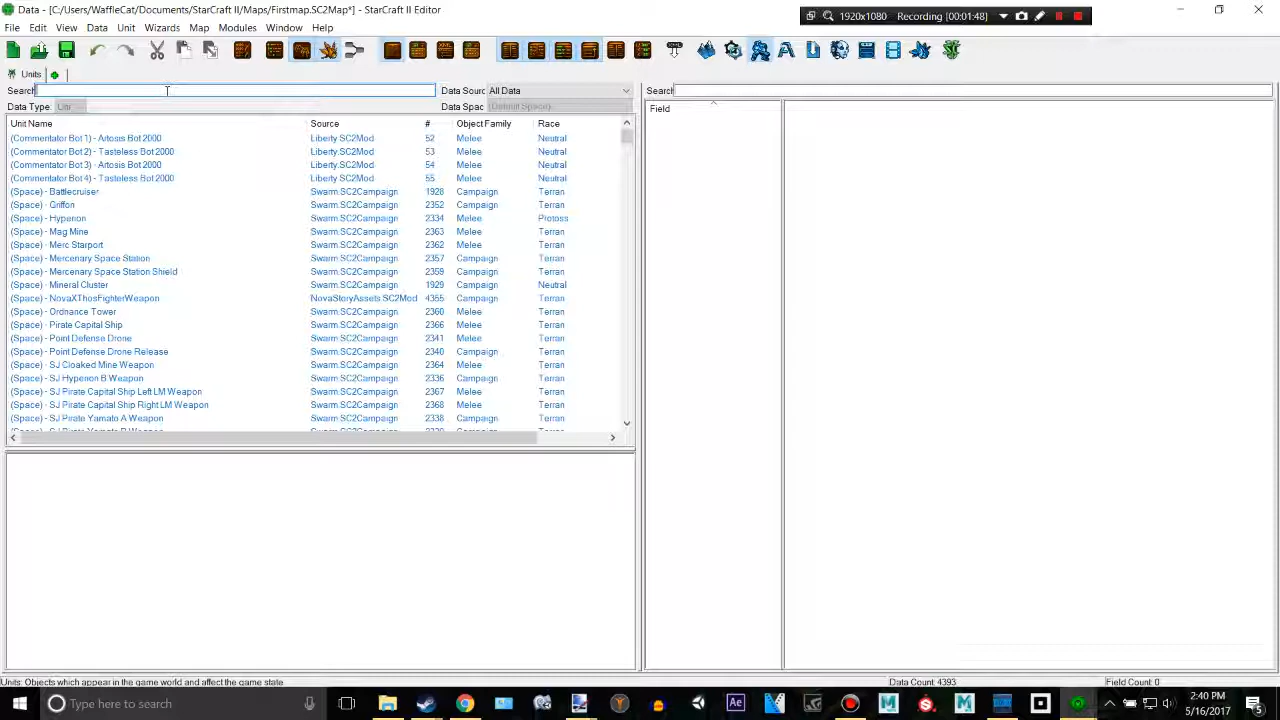 Data - [C:/Users/WaffleCat/Documents/StarCraft II/Maps/Firstmap.SC2Map*] - StarCraft II Editor
1920x1080 Recording [00:01:48]
File Edit View Data Unit Wizards Map Modules Window Help
Units
Search
Data Sourc All Data
Search
Data Type: Unit
Data Spac (Default Space)
Field
Unit Name Source # Object Family Race
(Commentator Bot 1) - Artosis Bot 2000 Liberty.SC2Mod 52 Melee Neutral
(Commentator Bot 2) - Tasteless Bot 2000 Liberty.SC2Mod 53 Melee Neutral
(Commentator Bot 3) - Artosis Bot 2000 Liberty.SC2Mod 54 Melee Neutral
(Commentator Bot 4) - Tasteless Bot 2000 Liberty.SC2Mod 55 Melee Neutral
(Space) - Battlecruiser Swarm.SC2Campaign 1928 Campaign Terran
(Space) - Griffon Swarm.SC2Campaign 2352 Campaign Terran
(Space) - Hyperion Swarm.SC2Campaign 2334 Melee Protoss
(Space) - Mag Mine Swarm.SC2Campaign 2363 Melee Terran
(Space) - Merc Starport Swarm.SC2Campaign 2362 Melee Terran
(Space) - Mercenary Space Station Swarm.SC2Campaign 2357 Campaign Terran
(Space) - Mercenary Space Station Shield Swarm.SC2Campaign 2359 Campaign Terran
(Space) - Mineral Cluster Swarm.SC2Campaign 1929 Campaign Neutral
(Space) - NovaXThosFighterWeapon NovaStoryAssets.SC2Mod 4355 Campaign Terran
(Space) - Ordnance Tower Swarm.SC2Campaign 2360 Melee Terran
(Space) - Pirate Capital Ship Swarm.SC2Campaign 2366 Melee Terran
(Space) - Point Defense Drone Swarm.SC2Campaign 2341 Melee Terran
(Space) - Point Defense Drone Release Swarm.SC2Campaign 2340 Campaign Terran
(Space) - SJ Cloaked Mine Weapon Swarm.SC2Campaign 2364 Melee Terran
(Space) - SJ Hyperion B Weapon Swarm.SC2Campaign 2336 Campaign Terran
(Space) - SJ Pirate Capital Ship Left LM Weapon Swarm.SC2Campaign 2367 Melee Terran
(Space) - SJ Pirate Capital Ship Right LM Weapon Swarm.SC2Campaign 2368 Melee Terran
(Space) - SJ Pirate Yamato A Weapon Swarm.SC2Campaign 2338 Campaign Terran
Units: Objects which appear in the game world and affect the game state
Data Count: 4393
Field Count: 0
Type here to search
2:40 PM
5/16/2017